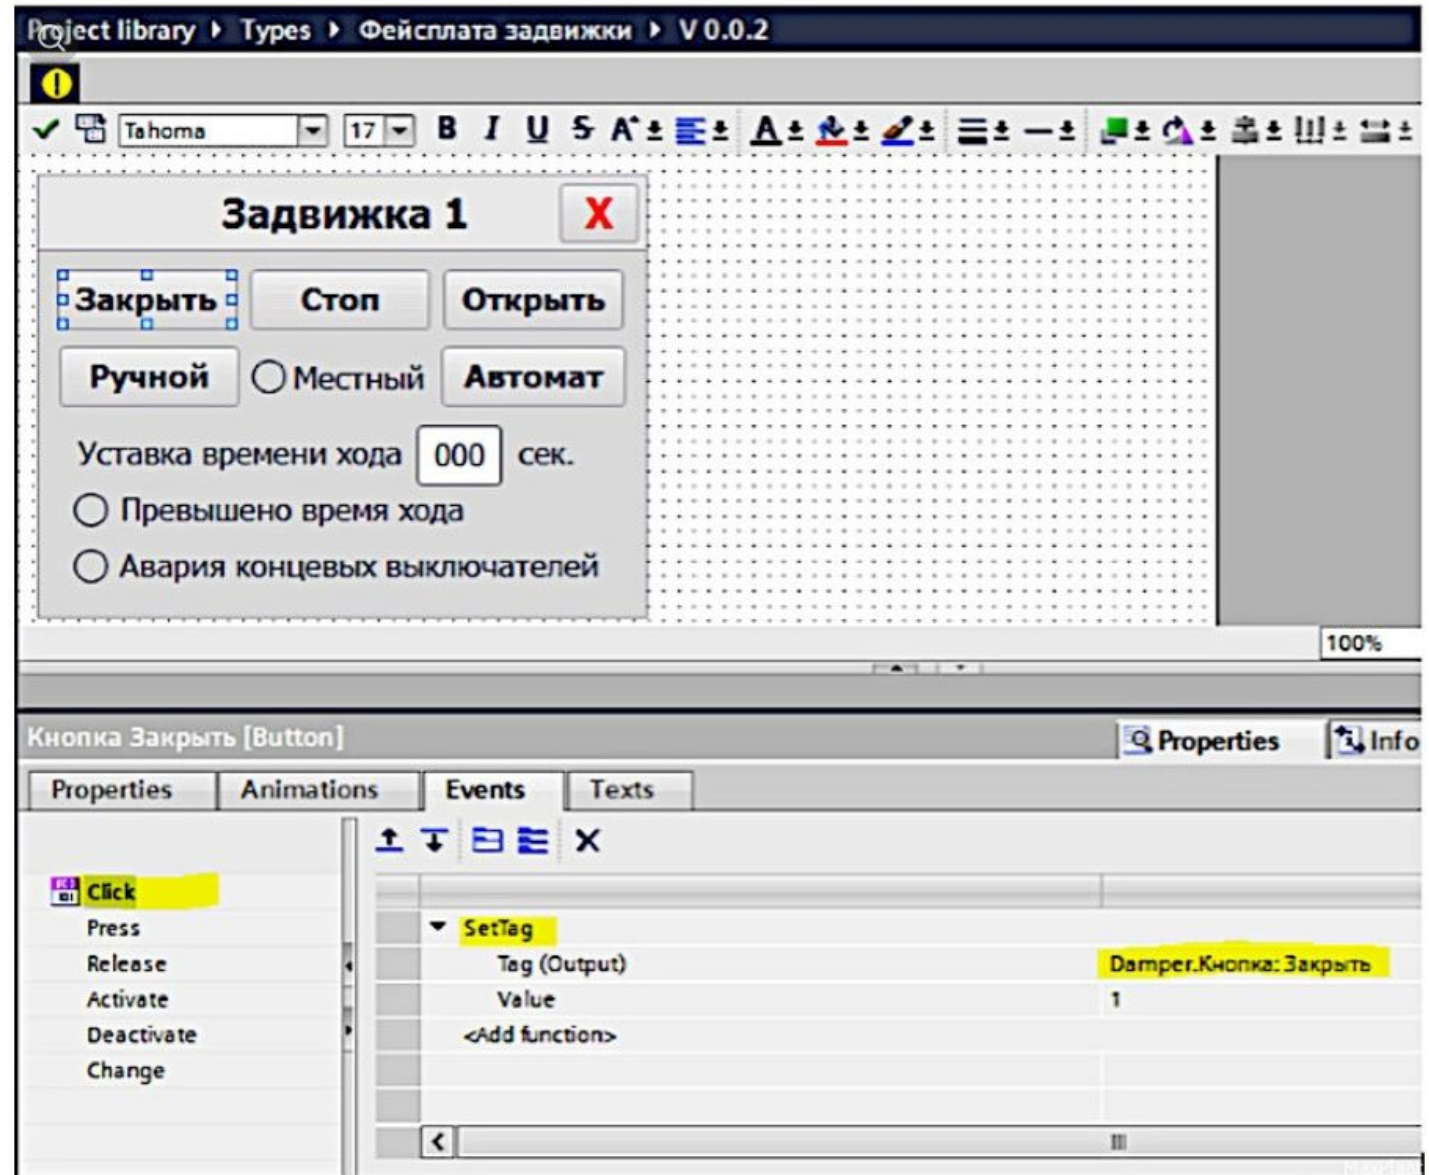 Project library ▸ Types ▸ Фейсплата задвижки ▸ V 0.0.2
Tahoma 17 B I U S A A
Задвижка 1 X
Закрыть Стоп Открыть
Ручной Местный Автомат
Уставка времени хода 000 сек.
Превышено время хода
Авария концевых выключателей
100%
Кнопка Закрыть [Button] Properties Info
Properties Animations Events Texts
Click
Press
Release
Activate
Deactivate
Change
SetTag
Tag (Output) Damper.Кнопка: Закрыть
Value 1
<Add function>